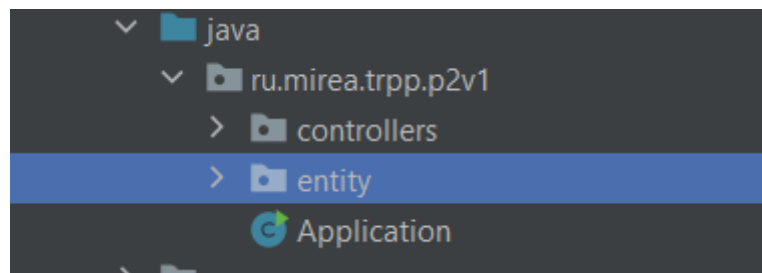 java
ru.mirea.trpp.p2v1
controllers
entity
Application